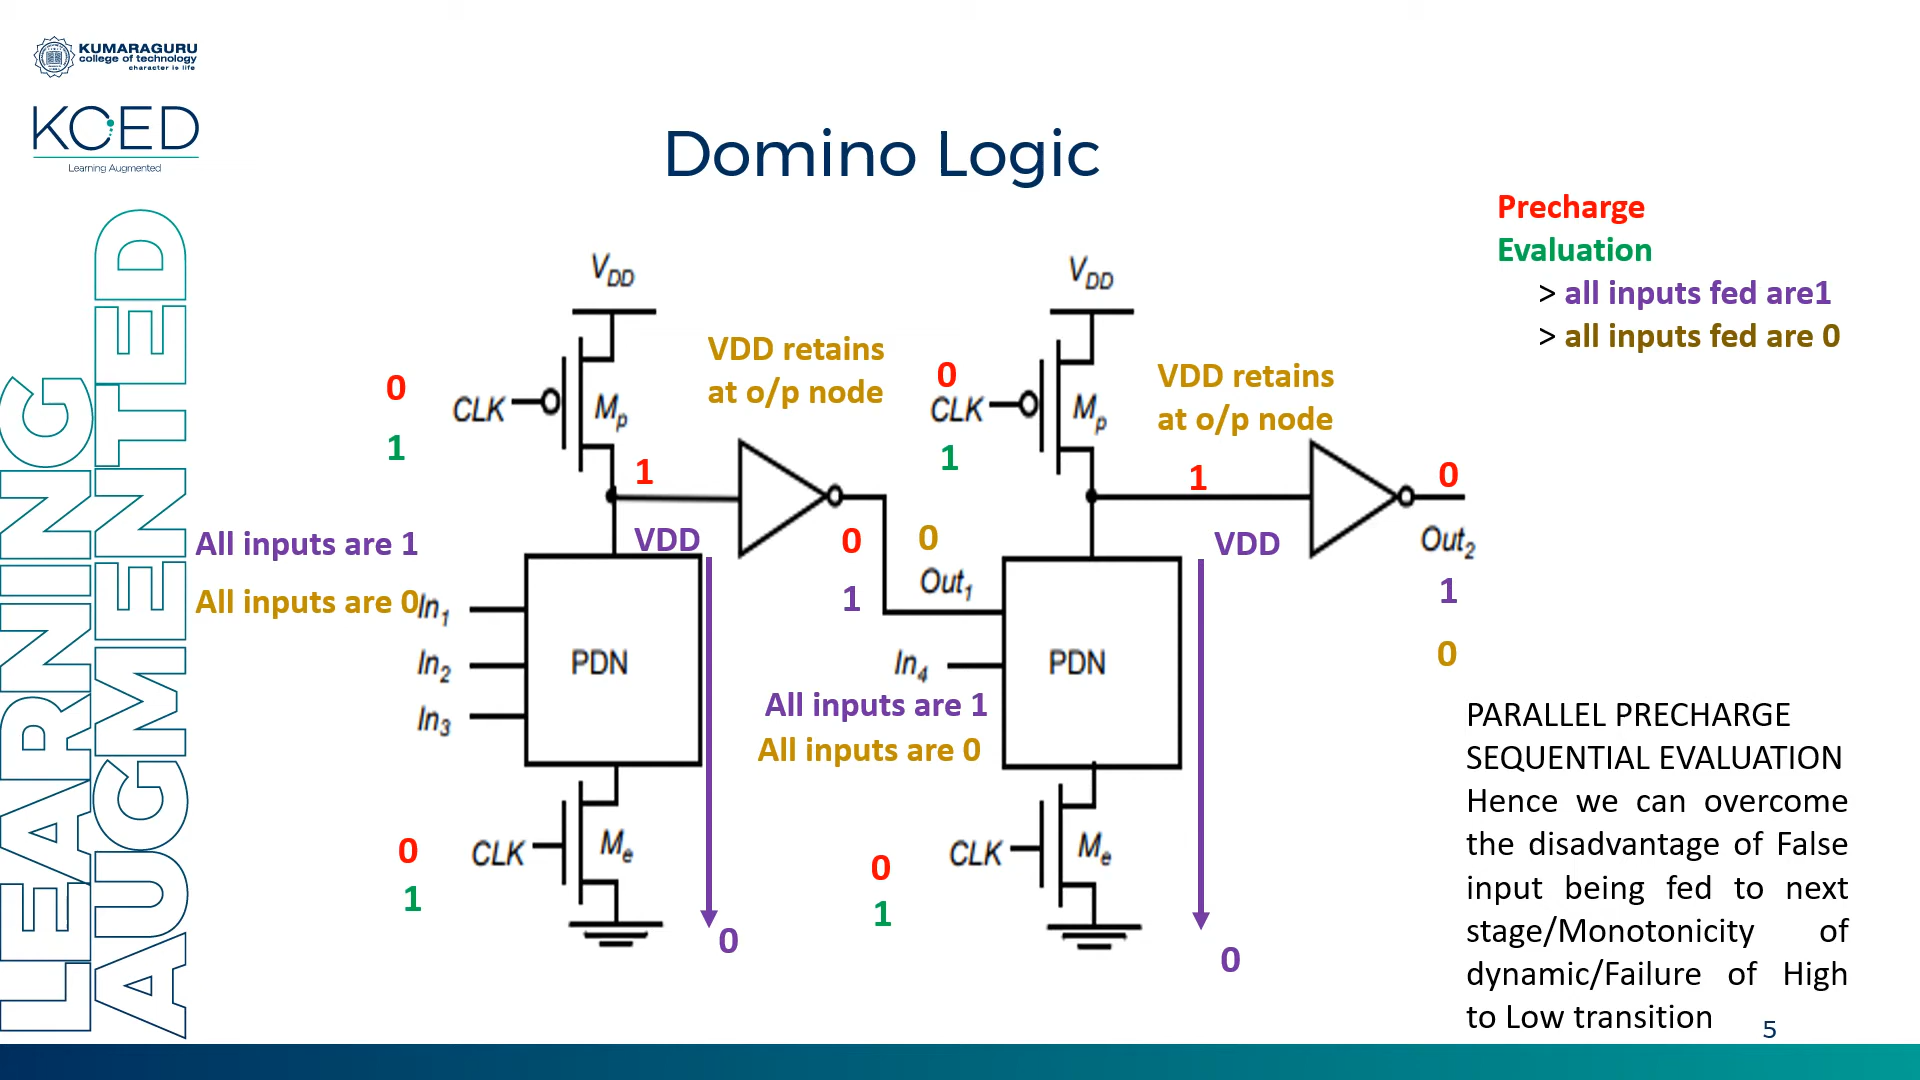 KUMARAGURU
college of technology
character is life
KCED
Learning Augmented
LEARNING
AUGMENTED
Domino Logic
Precharge
Evaluation
> all inputs fed are1
> all inputs fed are 0
VDD
VDD
VDD retains
at o/p node
VDD retains
at o/p node
0
CLK
Mp
1
0
CLK
Mp
1
1
1
0
All inputs are 1
VDD
0
0
VDD
Out2
All inputs are 0
In1
1
Out1
1
In2
PDN
In4
PDN
0
In3
All inputs are 1
All inputs are 0
0
CLK
Me
0
CLK
Me
1
1
0
0
PARALLEL PRECHARGE
SEQUENTIAL EVALUATION
Hence we can overcome
the disadvantage of False
input being fed to next
stage/Monotonicity of
dynamic/Failure of High
to Low transition
5